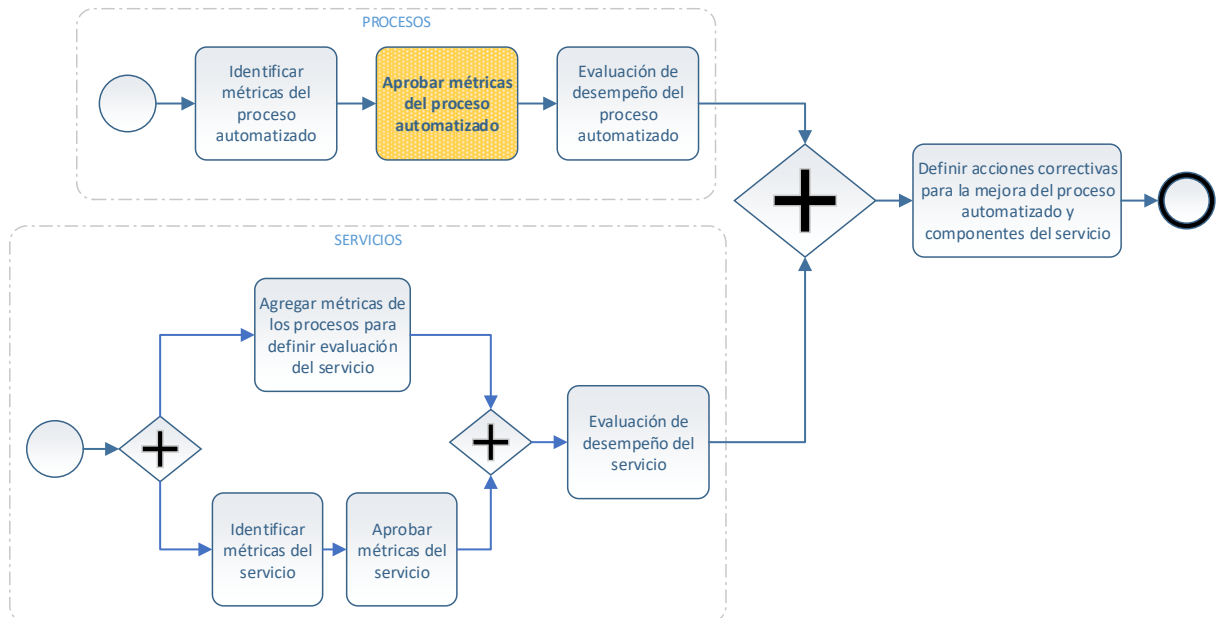 PROCESOS
Identificar
métricas del
proceso
automatizado
Aprobar métricas
del proceso
automatizado
Evaluación de
desempeño del
proceso
automatizado
Definir acciones correctivas
para la mejora del proceso
automatizado y
componentes del servicio
SERVICIOS
Agregar métricas de
los procesos para
definir evaluación
del servicio
Identificar
métricas del
servicio
Aprobar
métricas del
servicio
Evaluación de
desempeño del
servicio